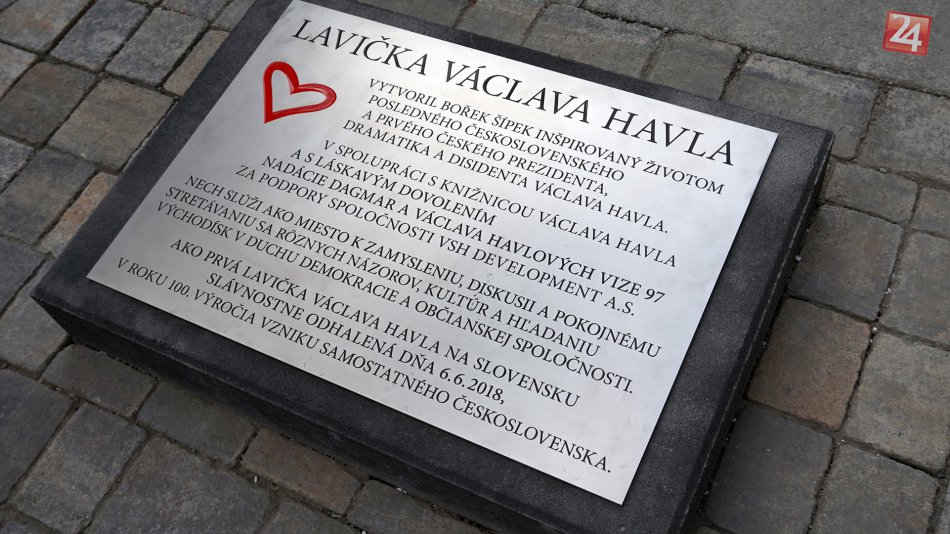 24
LAVIČKA VÁCLAVA HAVLA
VYTVORIL BOŘEK ŠÍPEK INŠPIROVANÝ ŽIVOTOM
POSLEDNÉHO ČESKOSLOVENSKÉHO
A PRVÉHO ČESKÉHO PREZIDENTA,
DRAMATIKA A DISIDENTA VÁCLAVA HAVLA.
V SPOLUPRÁCI S KNIŽNICOU VÁCLAVA HAVLA
A S LÁSKAVÝM DOVOLENÍM
NADÁCIE DAGMAR A VÁCLAVA HAVLOVÝCH VIZE 97
ZA PODPORY SPOLOČNOSTI VSH DEVELOPMENT A.S.
NECH SLÚŽI AKO MIESTO K ZAMYSLENIU, DISKUSII A POKOJNÉMU
STRETÁVANIU SA RÔZNYCH NÁZOROV, KULTÚR A HĽADANIU
VÝCHODÍSK V DUCHU DEMOKRACIE A OBČIANSKEJ SPOLOČNOSTI.
AKO PRVÁ LAVIČKA VÁCLAVA HAVLA NA SLOVENSKU
SLÁVNOSTNE ODHALENÁ DŇA 6.6.2018,
V ROKU 100. VÝROČIA VZNIKU SAMOSTATNÉHO ČESKOSLOVENSKA.